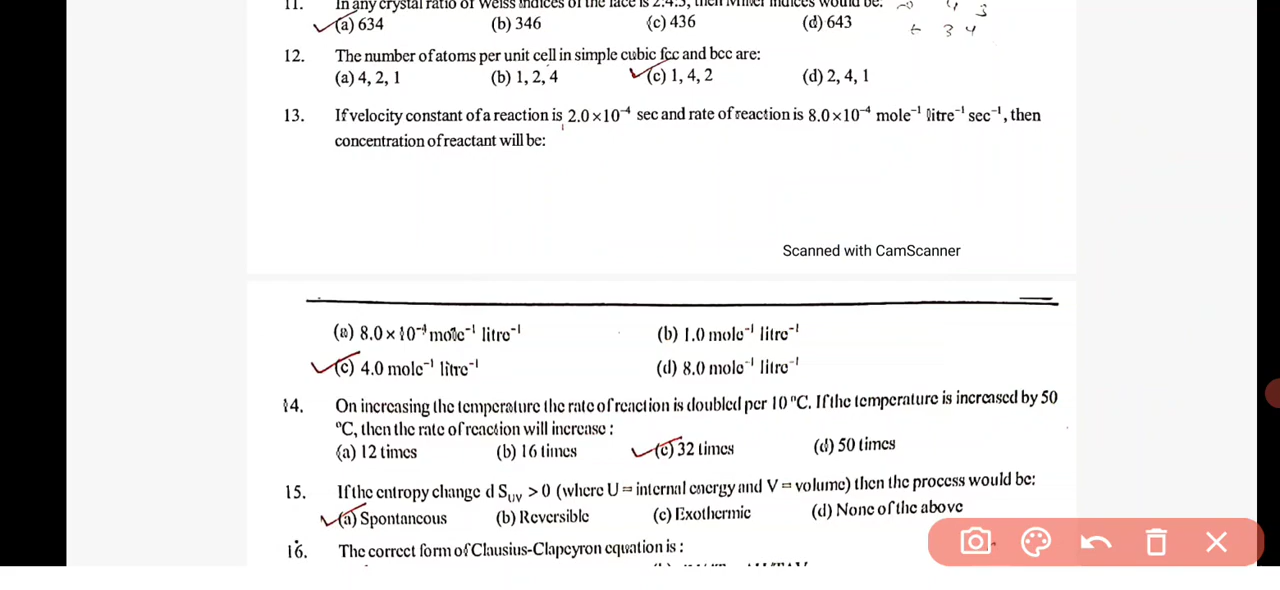 11. In any crystal ratio of Weiss indices of the face is 2:4:3, then Miller indices would be:
(a) 634 (b) 346 (c) 436 (d) 643
12. The number of atoms per unit cell in simple cubic fcc and bcc are:
(a) 4, 2, 1 (b) 1, 2, 4 (c) 1, 4, 2 (d) 2, 4, 1
13. If velocity constant of a reaction is 2.0×10⁻⁴ sec and rate of reaction is 8.0×10⁻⁴ mole⁻¹ litre⁻¹ sec⁻¹, then
concentration of reactant will be:
Scanned with CamScanner
(a) 8.0×10⁻⁴ mole⁻¹ litre⁻¹ (b) 1.0 mole⁻¹ litre⁻¹
(c) 4.0 mole⁻¹ litre⁻¹ (d) 8.0 mole⁻¹ litre⁻¹
14. On increasing the temperature the rate of reaction is doubled per 10 °C. If the temperature is increased by 50
°C, then the rate of reaction will increase :
(a) 12 times (b) 16 times (c) 32 times (d) 50 times
15. If the entropy change d S_UV > 0 (where U = internal energy and V = volume) then the process would be:
(a) Spontaneous (b) Reversible (c) Exothermic (d) None of the above
16. The correct form of Clausius-Clapeyron equation is :